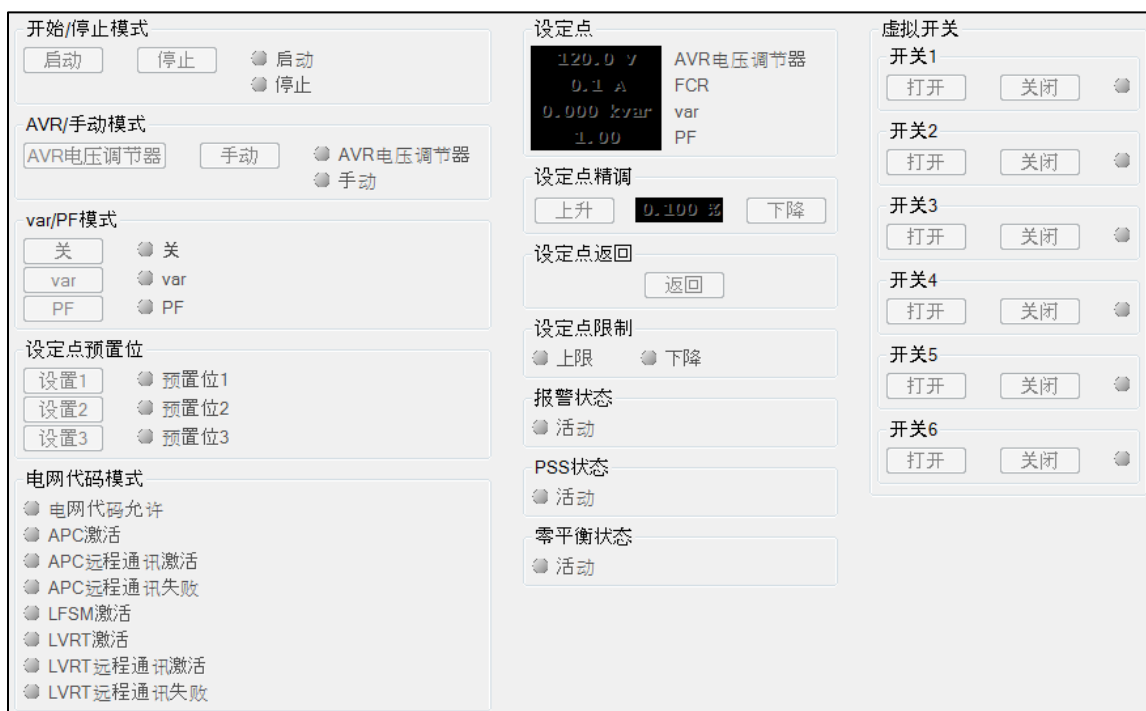 开始/停止模式
启动 停止 启动
停止
AVR/手动模式
AVR电压调节器 手动 AVR电压调节器
手动
var/PF模式
关 关
var var
PF PF
设定点预置位
设置1 预置位1
设置2 预置位2
设置3 预置位3
电网代码模式
电网代码允许
APC激活
APC远程通讯激活
APC远程通讯失败
LFSM激活
LVRT激活
LVRT远程通讯激活
LVRT远程通讯失败
设定点
120.0 V AVR电压调节器
0.1 A FCR
0.000 kvar var
1.00 PF
设定点精调
上升 0.100 % 下降
设定点返回
返回
设定点限制
上限 下降
报警状态
活动
PSS状态
活动
零平衡状态
活动
虚拟开关
开关1
打开 关闭
开关2
打开 关闭
开关3
打开 关闭
开关4
打开 关闭
开关5
打开 关闭
开关6
打开 关闭